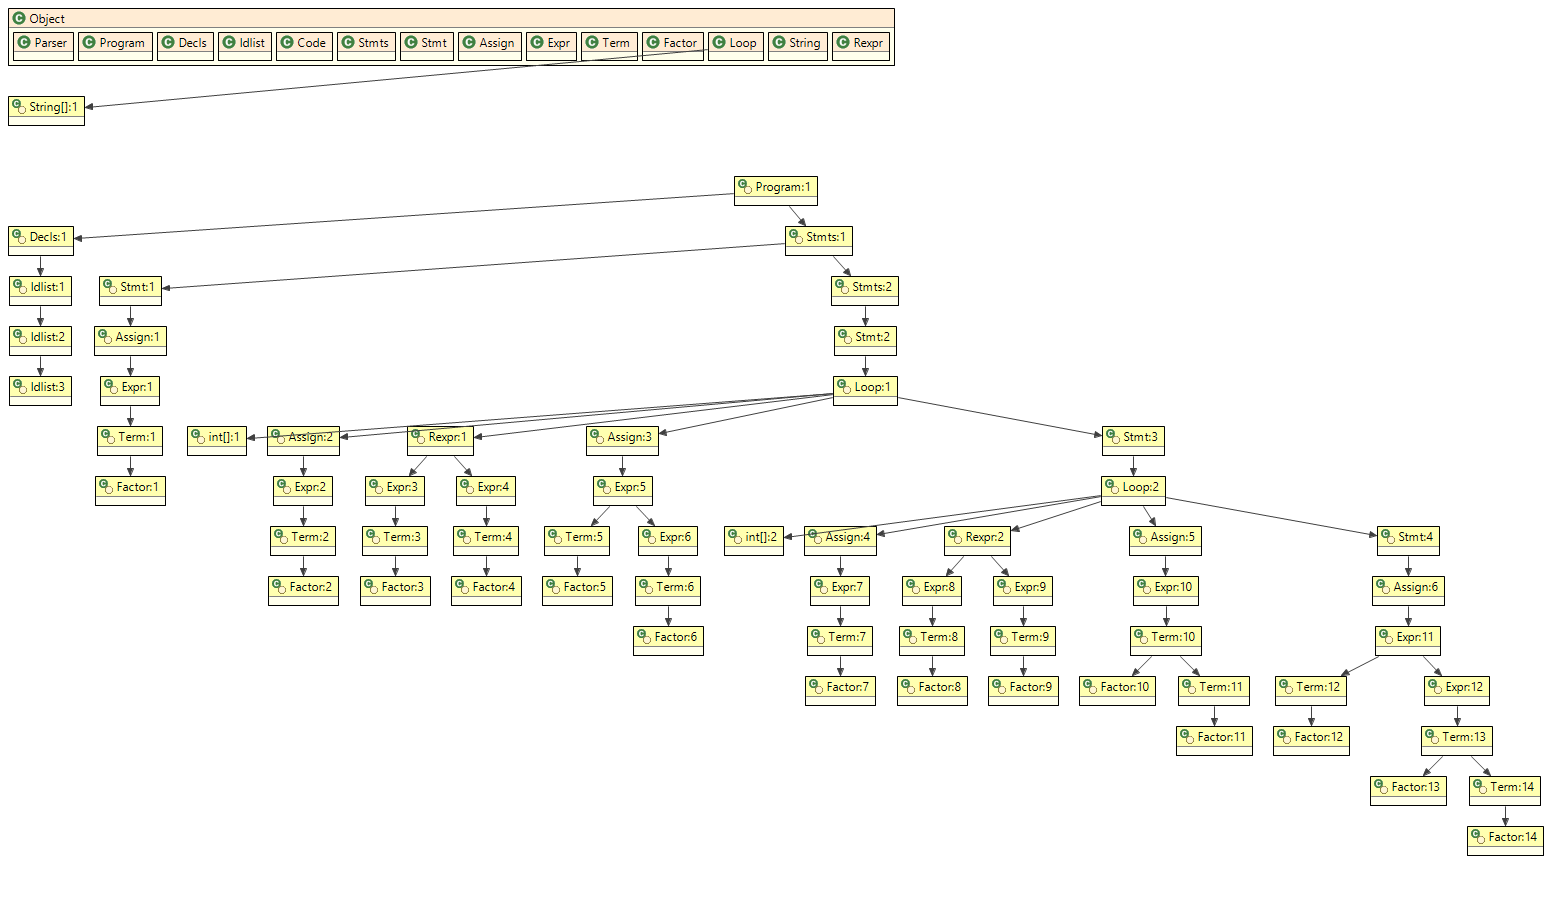 Object
Parser Program Decls Idlist Code Stmts Stmt Assign Expr Term Factor Loop String Rexpr
String[]:1
Program:1
Decls:1 Stmts:1
Idlist:1 Stmt:1 Stmts:2
Idlist:2 Assign:1 Stmt:2
Idlist:3 Expr:1 Loop:1
Term:1 int[]:1 Assign:2 Rexpr:1 Assign:3 Stmt:3
Factor:1 Expr:2 Expr:3 Expr:4 Expr:5 Loop:2
Term:2 Term:3 Term:4 Term:5 Expr:6 int[]:2 Assign:4 Rexpr:2 Assign:5 Stmt:4
Factor:2 Factor:3 Factor:4 Factor:5 Term:6 Expr:7 Expr:8 Expr:9 Expr:10 Assign:6
Factor:6 Term:7 Term:8 Term:9 Term:10 Expr:11
Factor:7 Factor:8 Factor:9 Factor:10 Term:11 Term:12 Expr:12
Factor:11 Factor:12 Term:13
Factor:13 Term:14
Factor:14